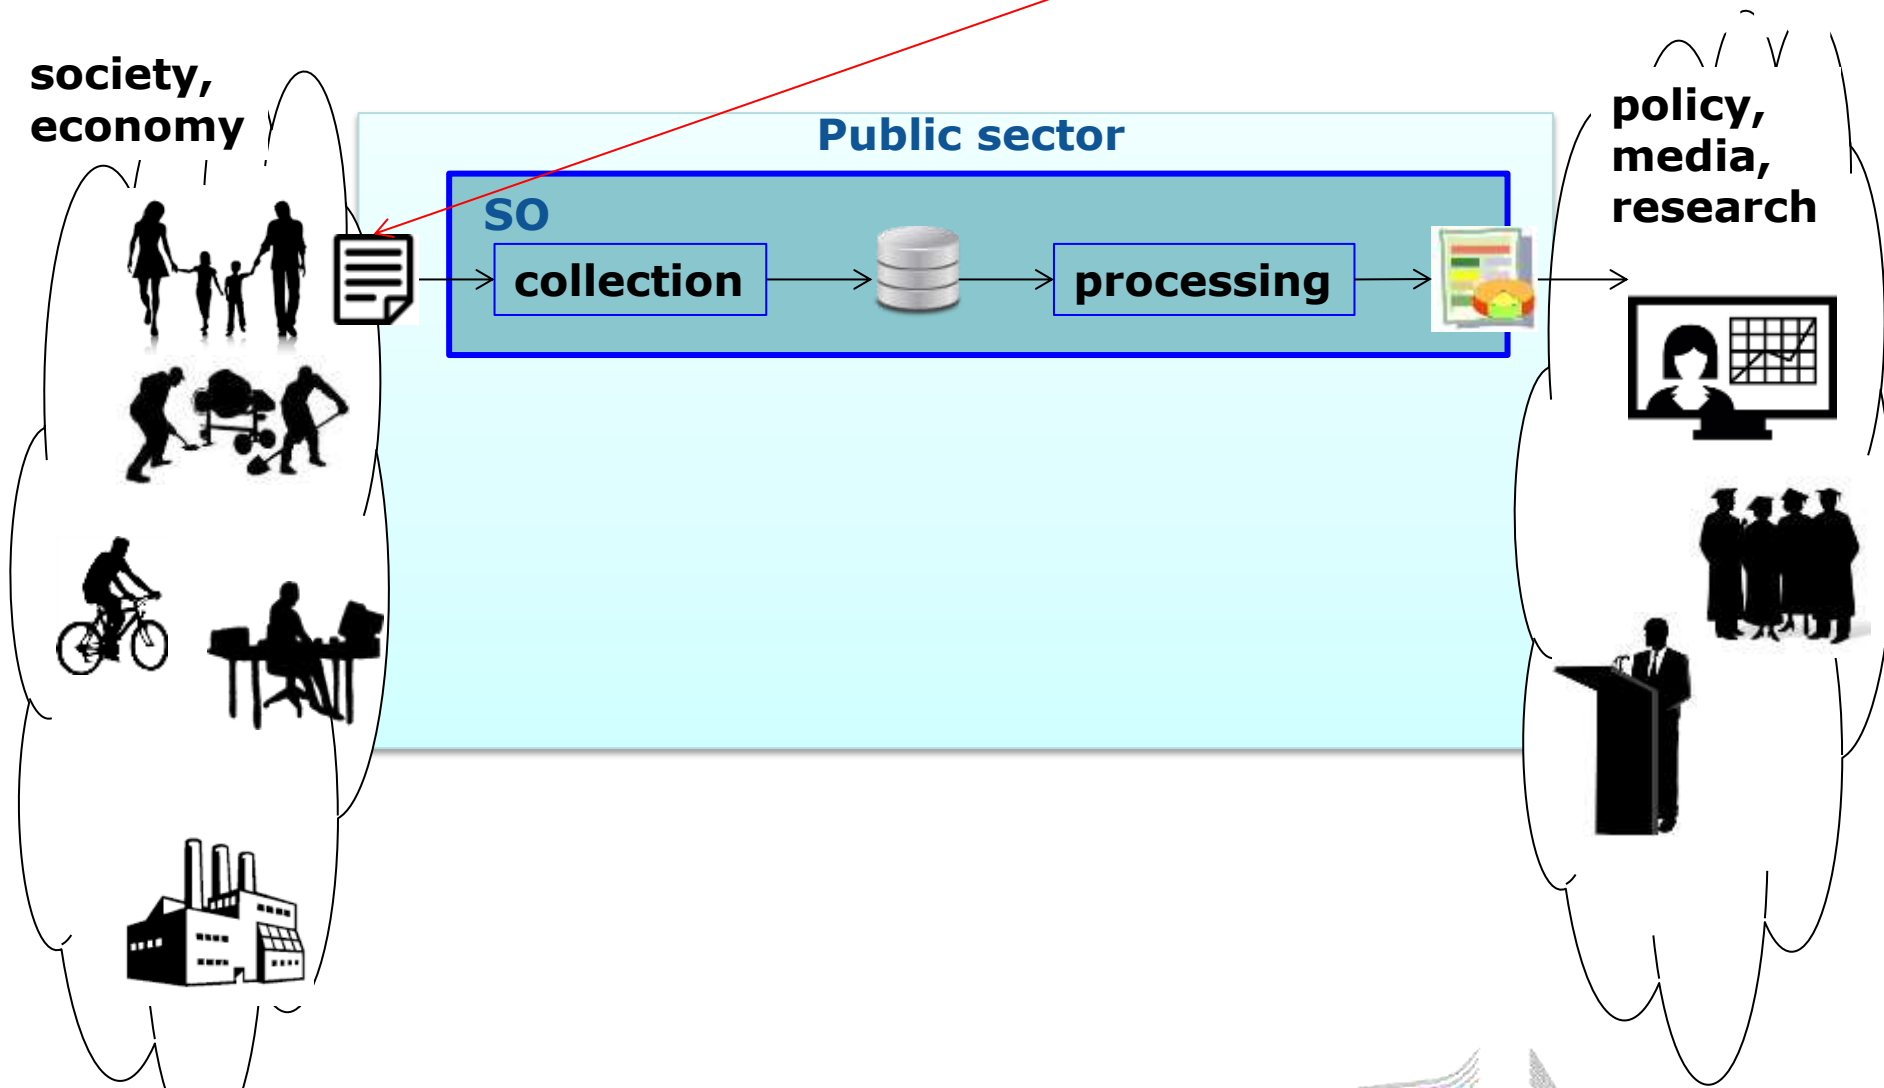 society,
economy
Public sector
policy,
media,
research
SO
collection
processing